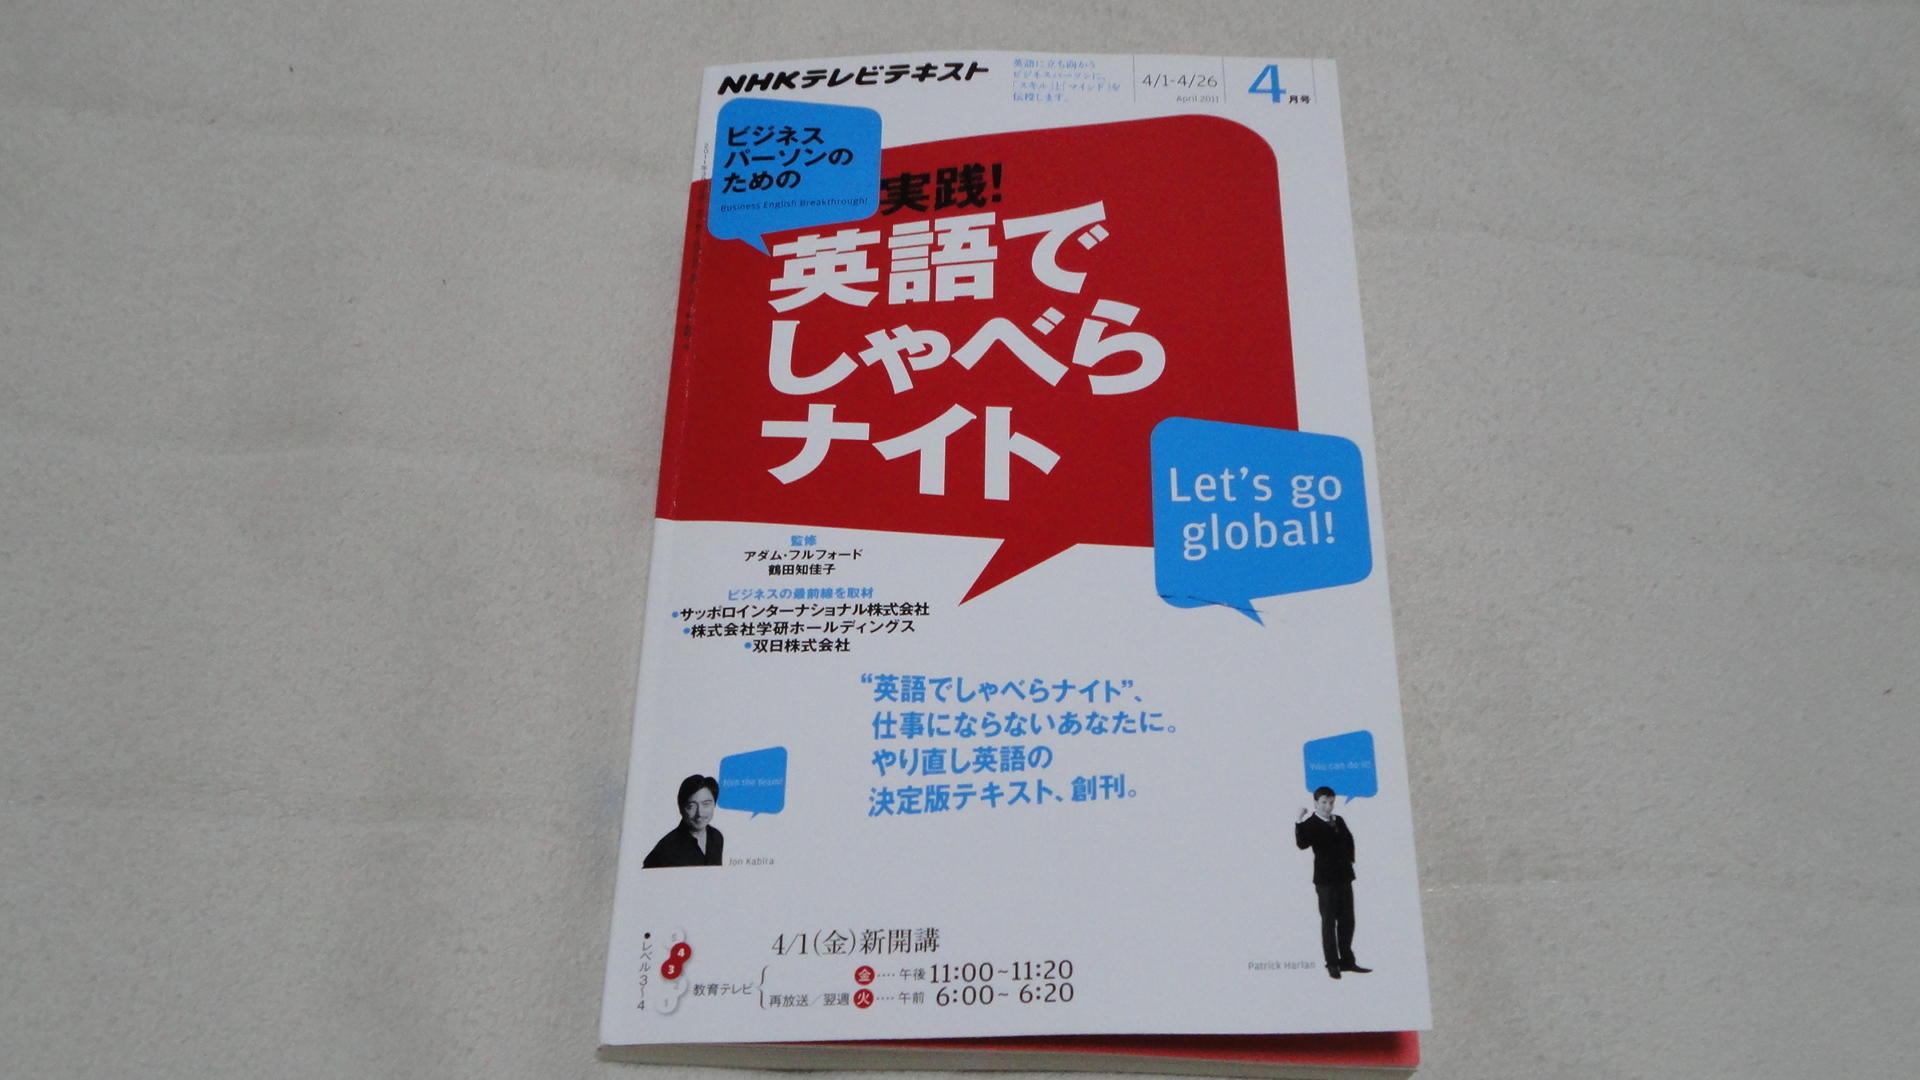 NHKテレビテキスト
英語に立ち向かう
ビジネスパーソンに、
「スキル」と「マインド」を
伝授します。
4/1-4/26
April 2011
4月号
ビジネス
パーソンの
ための
Business English Breakthrough!
実践!
英語で
しゃべら
ナイト
Let's go
global!
監修
アダム・フルフォード
鶴田知佳子
ビジネスの最前線を取材
•サッポロインターナショナル株式会社
•株式会社学研ホールディングス
•双日株式会社
“英語でしゃべらナイト”、
仕事にならないあなたに。
やり直し英語の
決定版テキスト、創刊。
Join the team!
Jon Kabira
You can do it!
Patrick Harlan
●レベル3〜4
5
4
3
2
1
4/1(金)新開講
教育テレビ
金‥‥午後11:00~11:20
再放送/翌週火‥‥午前 6:00~ 6:20